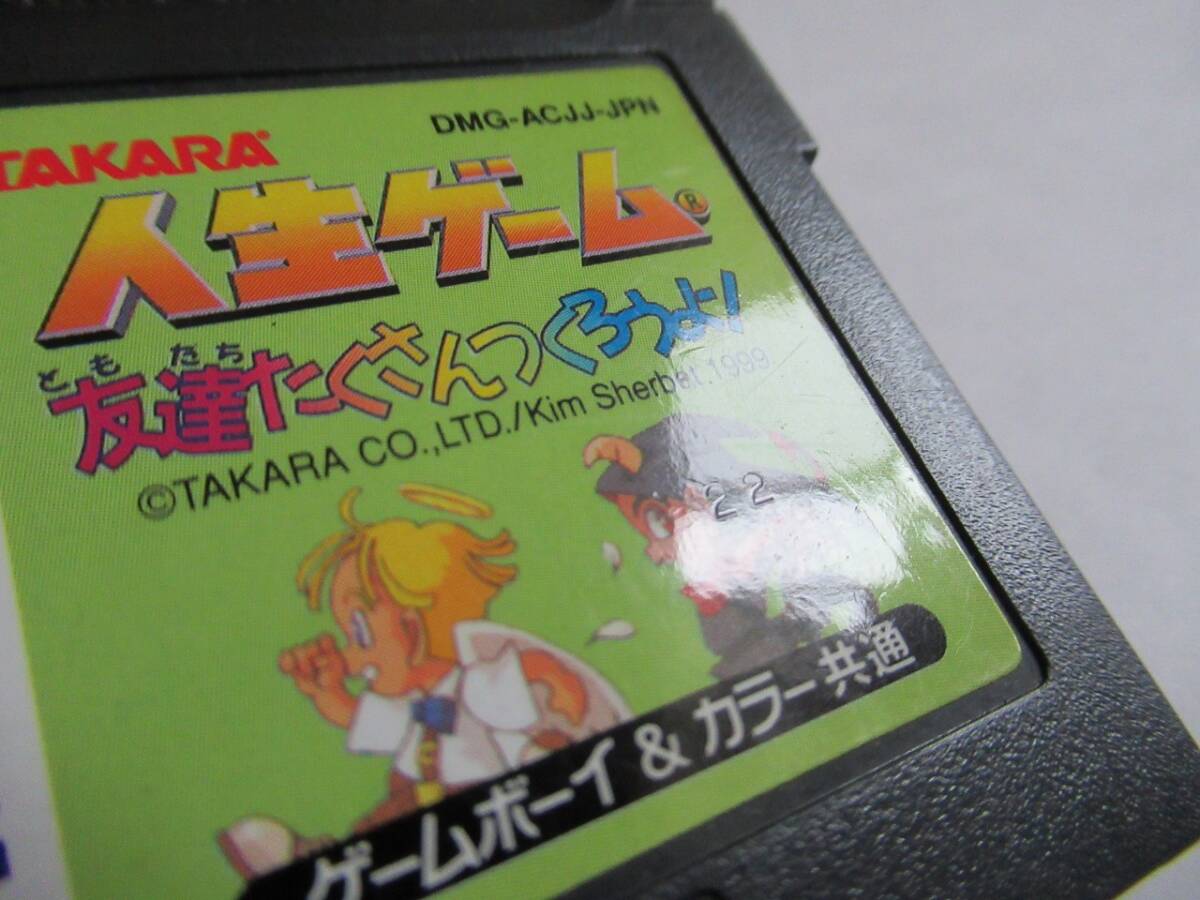 DMG-ACJJ-JPN
TAKARA
人生ゲーム®
ともだち
友達たくさんつくろうよ!
©TAKARA CO.,LTD./Kim Sherbet.1999
22
ゲームボーイ & カラー共通